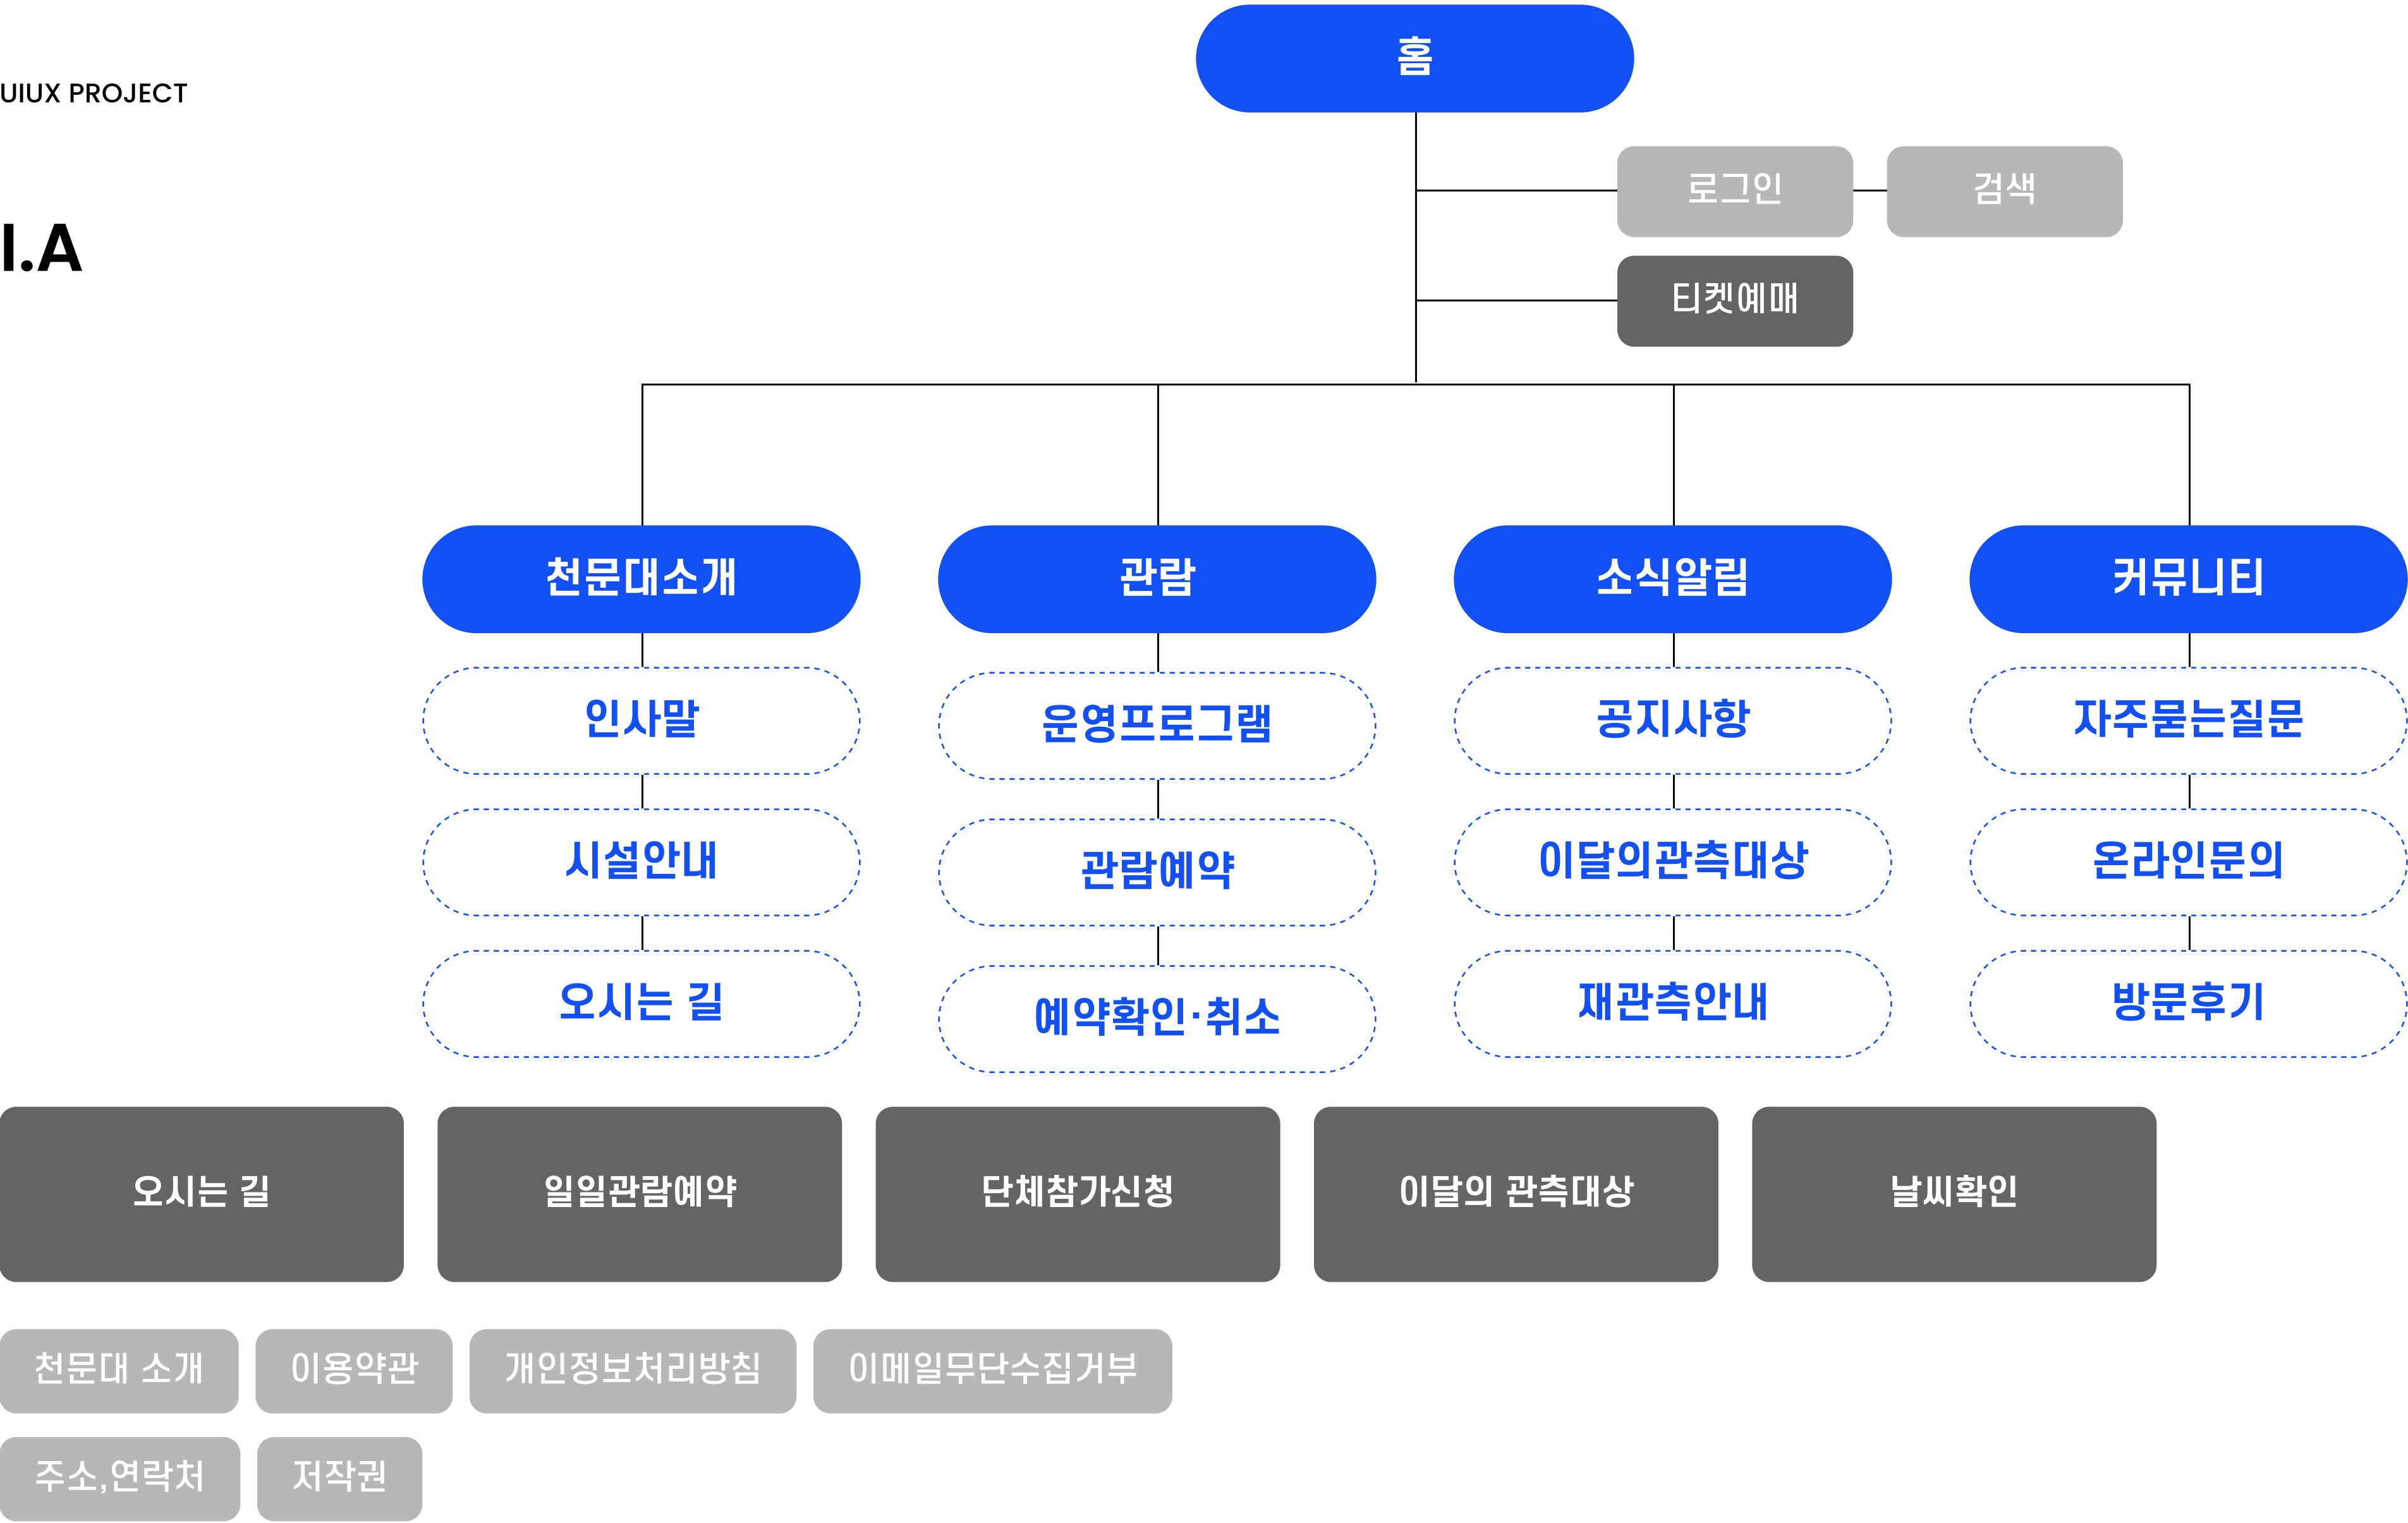 홈
UIUX PROJECT
로그인
검색
I.A
티켓예매
천문대소개
관람
소식알림
커뮤니티
인사말
운영프로그램
공지사항
자주묻는질문
시설안내
관람예약
이달의관측대상
온라인문의
오시는 길
예약확인·취소
재관측안내
방문후기
오시는 길
일일관람예약
단체참가신청
이달의 관측대상
날씨확인
천문대 소개
이용약관
개인정보처리방침
이메일무단수집거부
주소,연락처
저작권